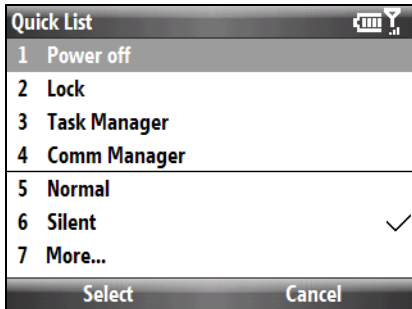 Quick List
1 Power off
2 Lock
3 Task Manager
4 Comm Manager
5 Normal
6 Silent
7 More...
Select Cancel